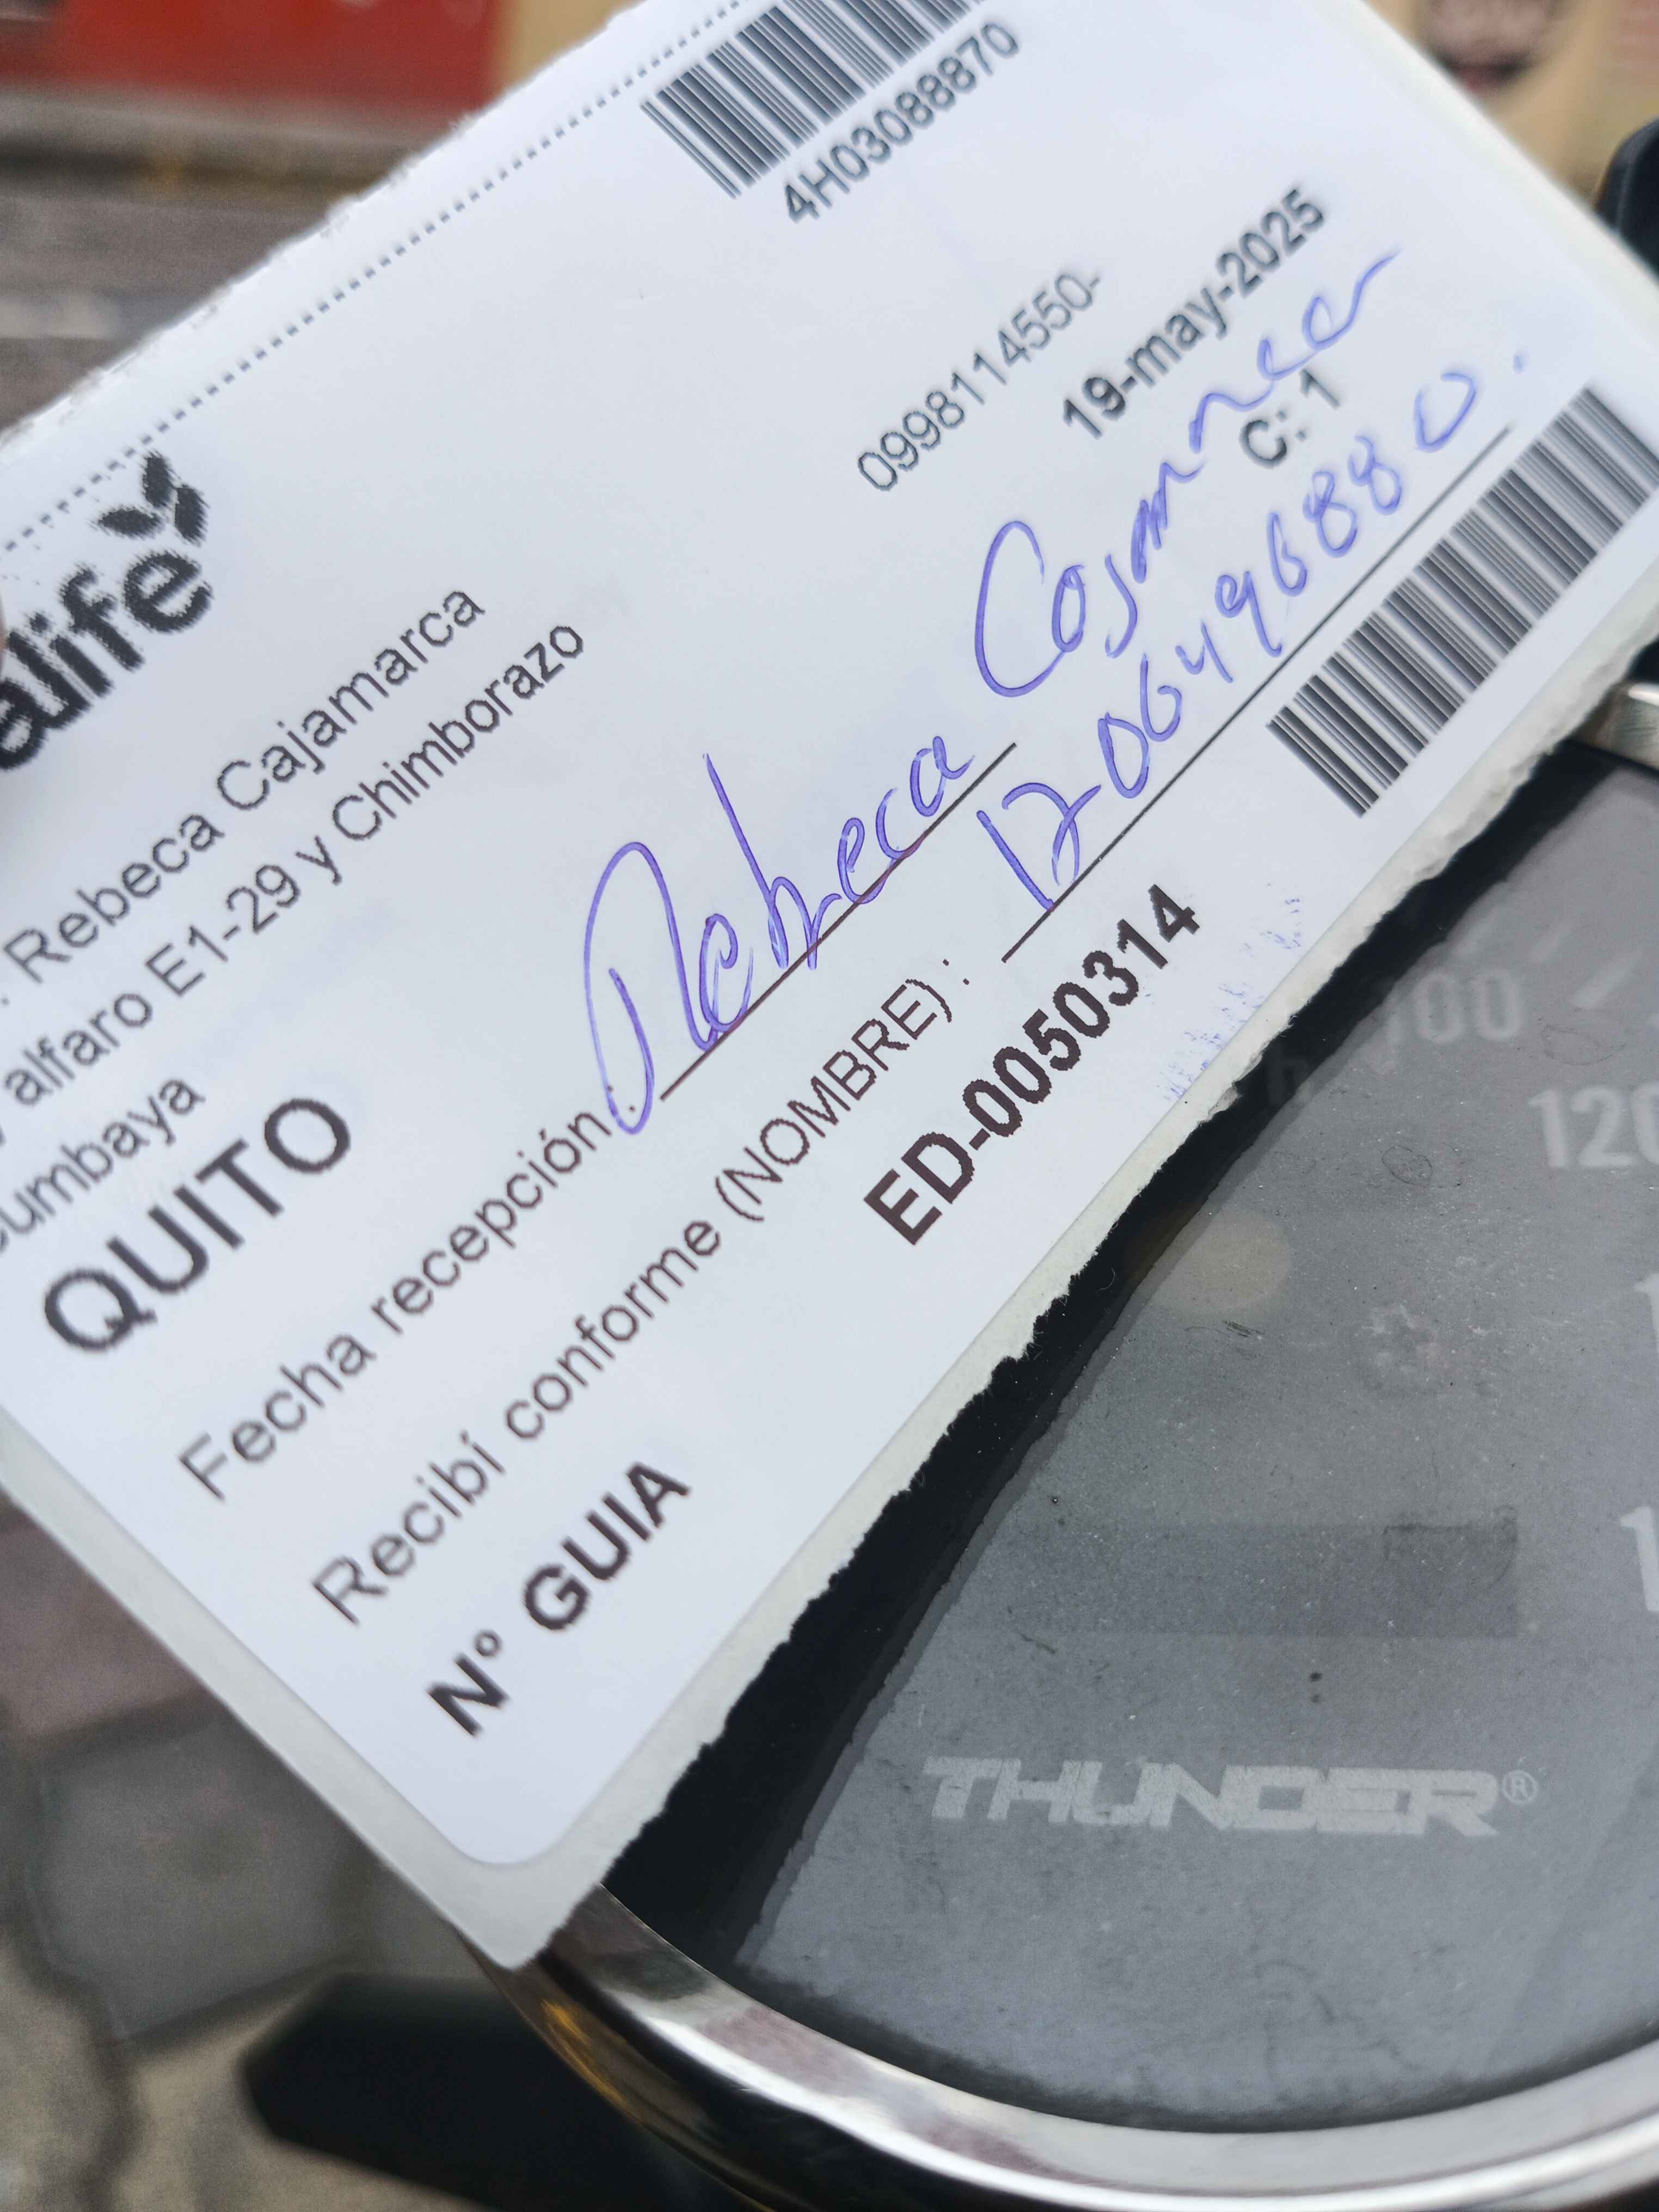 4H03088870
alife
: Rebeca Cajamarca
0998114550-
alfaro E1-29 y Chimborazo
19-may-2025
umbaya
C: 1
QUITO
Fecha recepción : Rebeca
Recibí conforme (NOMBRE) :
Nº GUIA ED-0050314
100
120
THUNDER®